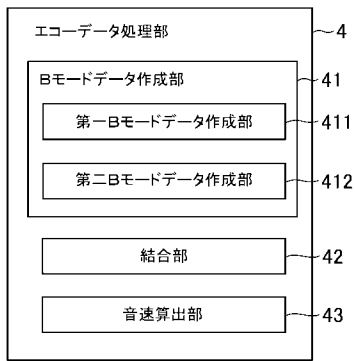 エコーデータ処理部
4
Bモードデータ作成部
41
第一Bモードデータ作成部
411
第二Bモードデータ作成部
412
結合部
42
音速算出部
43